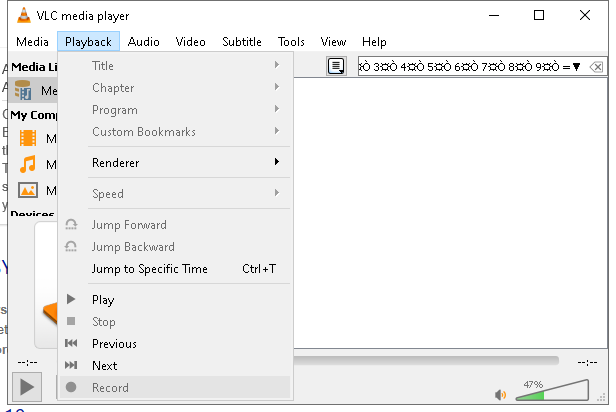 VLC media player
Media Playback Audio Video Subtitle Tools View Help
Media Li
Me
My Comp
M
M
M
Devices
Title
Chapter
Program
Custom Bookmarks
Renderer
Speed
Jump Forward
Jump Backward
Jump to Specific Time Ctrl+T
Play
Stop
Previous
Next
Record
3¤Ò 4¤Ò 5¤Ò 6¤Ò 7¤Ò 8¤Ò 9¤Ò =▼
--:-- --:--
47%